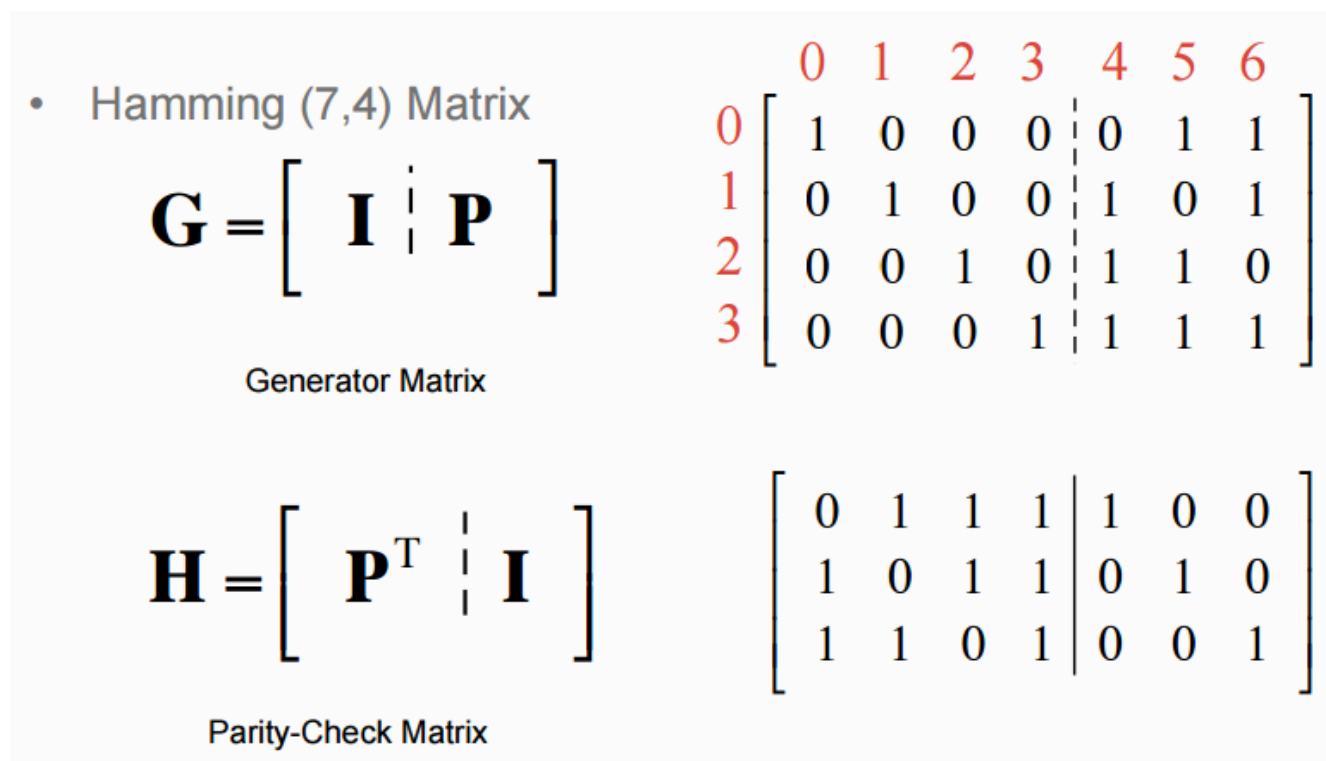 • Hamming (7,4) Matrix
G = [ I ¦ P ]
Generator Matrix
0 1 2 3 4 5 6
0 1 0 0 0 0 1 1
1 0 1 0 0 1 0 1
2 0 0 1 0 1 1 0
3 0 0 0 1 1 1 1
H = [ Pᵀ ¦ I ]
Parity-Check Matrix
0 1 1 1 1 0 0
1 0 1 1 0 1 0
1 1 0 1 0 0 1